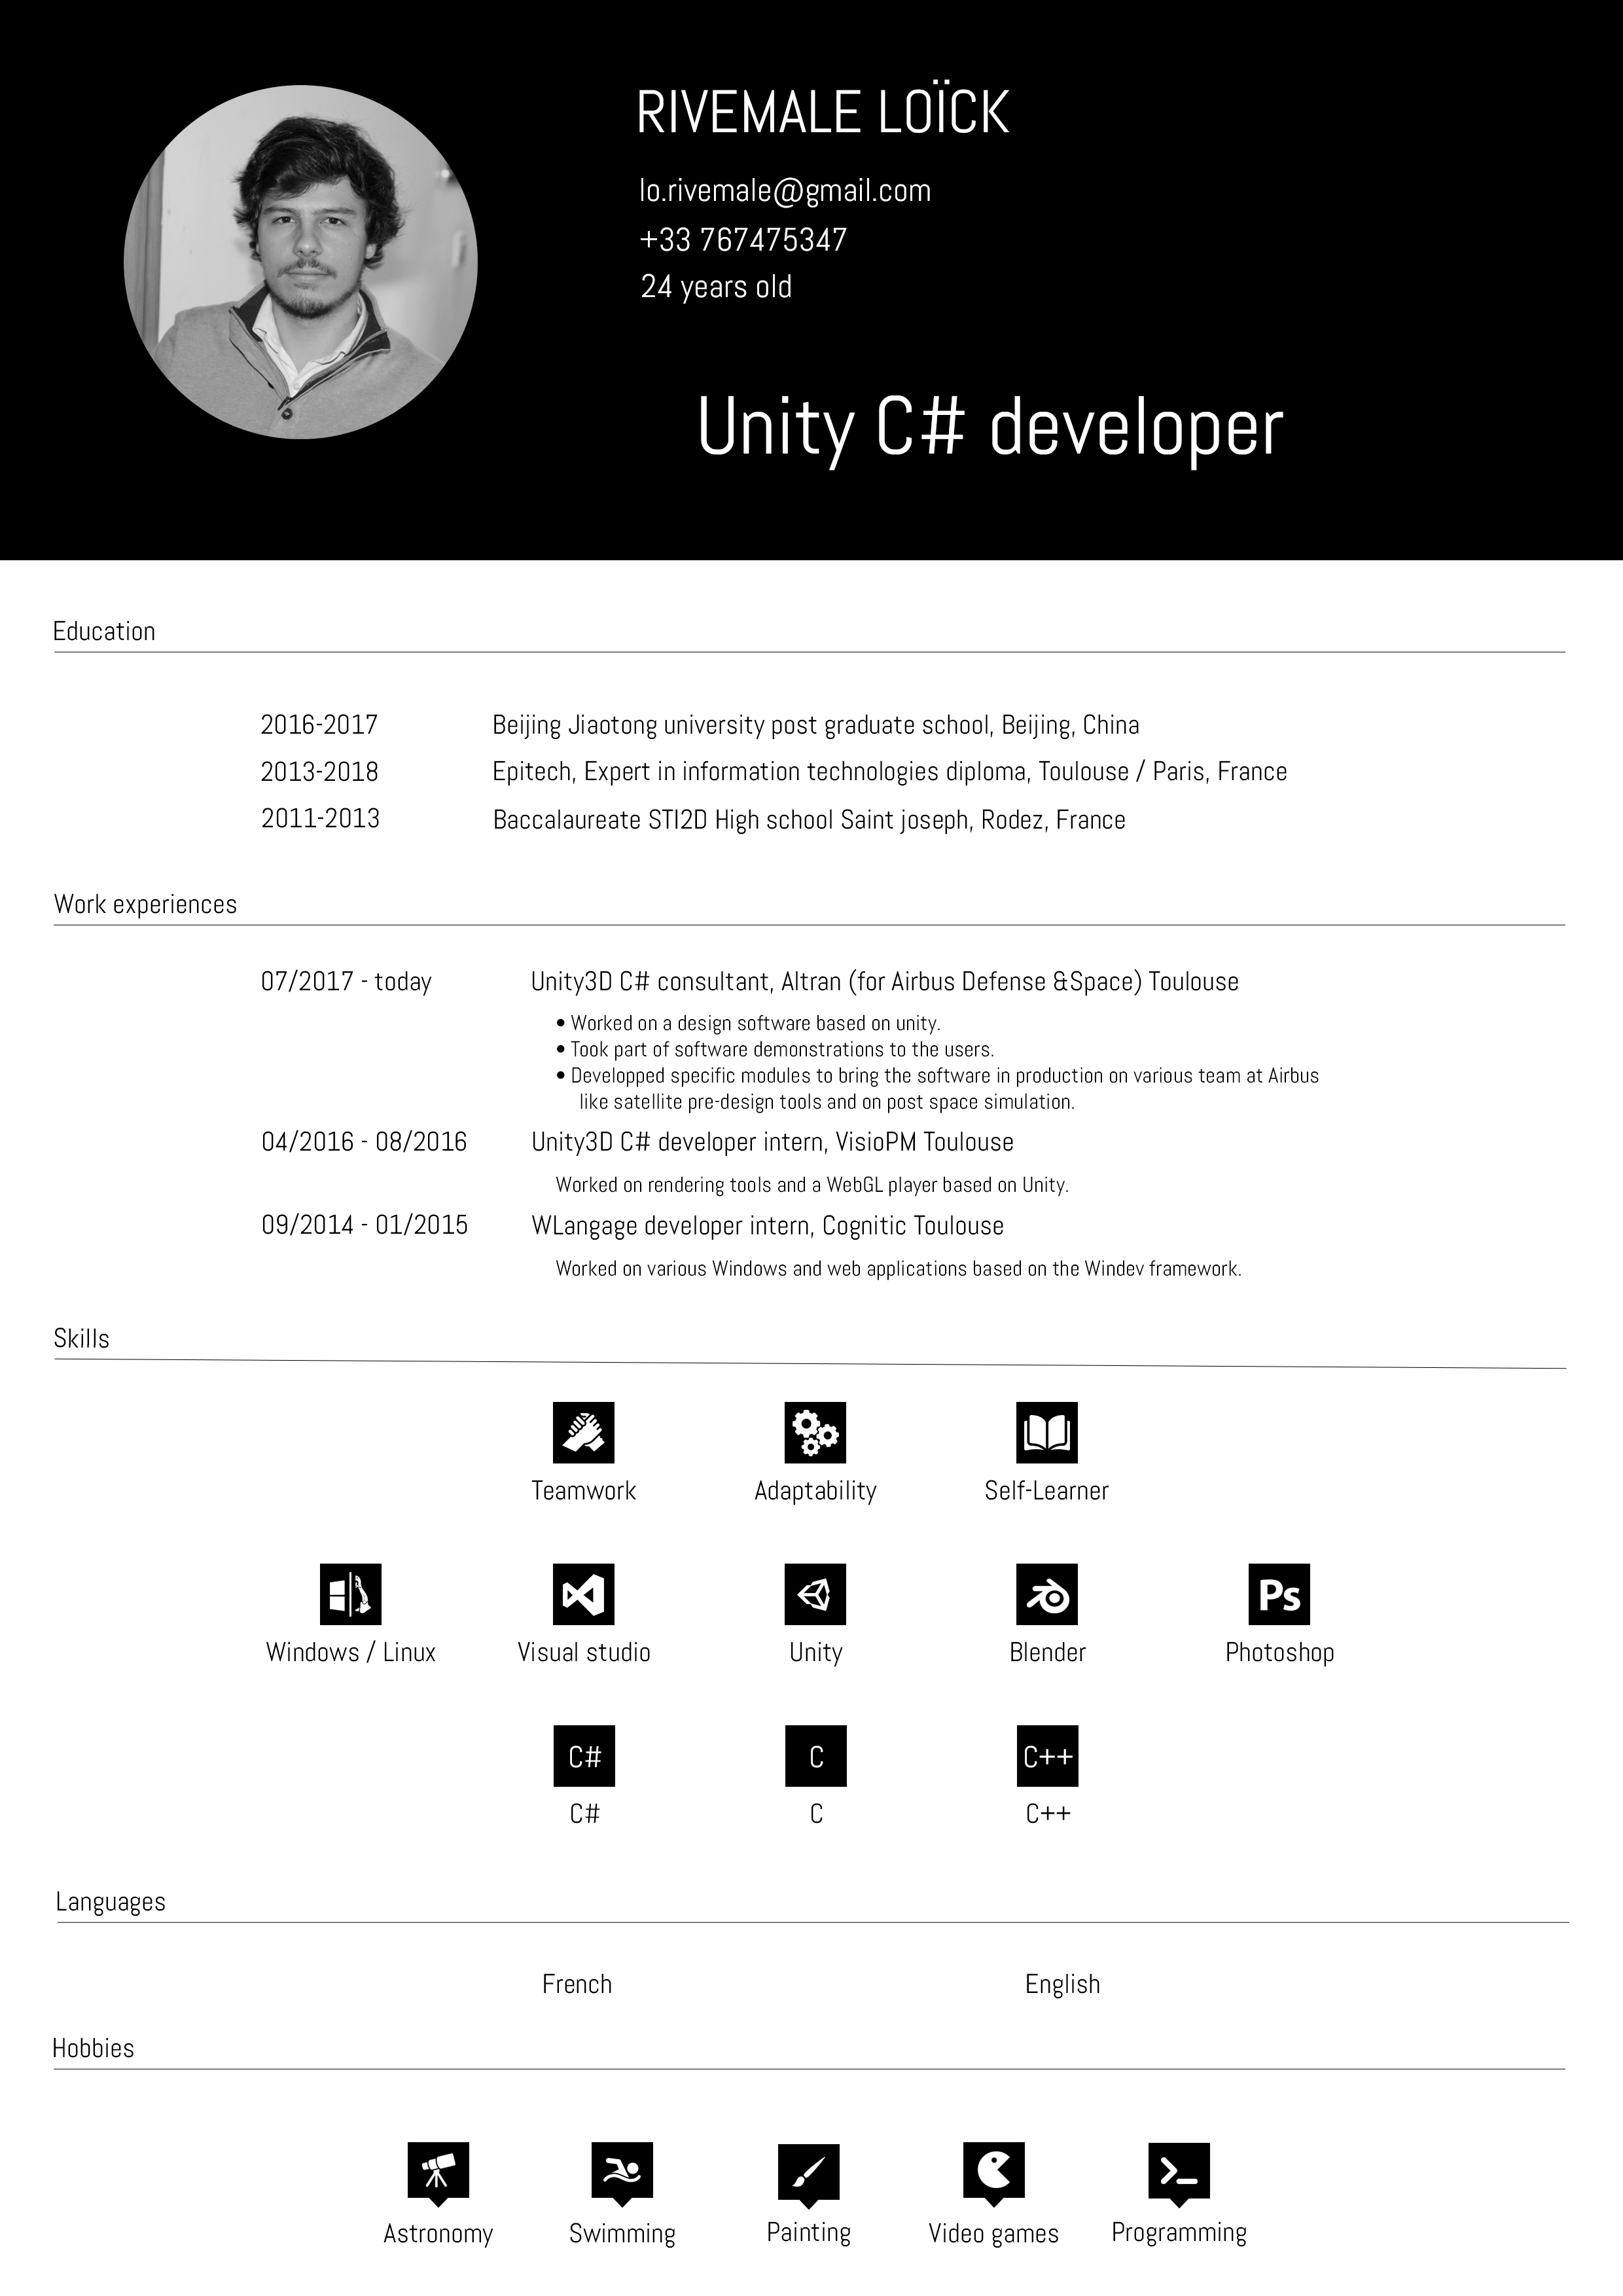 RIVEMALE LOÏCK
lo.rivemale@gmail.com
+33 767475347
24 years old
Unity C# developer
Education
2016-2017 Beijing Jiaotong university post graduate school, Beijing, China
2013-2018 Epitech, Expert in information technologies diploma, Toulouse / Paris, France
2011-2013 Baccalaureate STI2D High school Saint joseph, Rodez, France
Work experiences
07/2017 - today Unity3D C# consultant, Altran (for Airbus Defense &Space) Toulouse
• Worked on a design software based on unity.
• Took part of software demonstrations to the users.
• Developped specific modules to bring the software in production on various team at Airbus
like satellite pre-design tools and on post space simulation.
04/2016 - 08/2016 Unity3D C# developer intern, VisioPM Toulouse
Worked on rendering tools and a WebGL player based on Unity.
09/2014 - 01/2015 WLangage developer intern, Cognitic Toulouse
Worked on various Windows and web applications based on the Windev framework.
Skills
Teamwork Adaptability Self-Learner
Ps
Windows / Linux Visual studio Unity Blender Photoshop
C# C C++
C# C C++
Languages
French English
Hobbies
Astronomy Swimming Painting Video games Programming